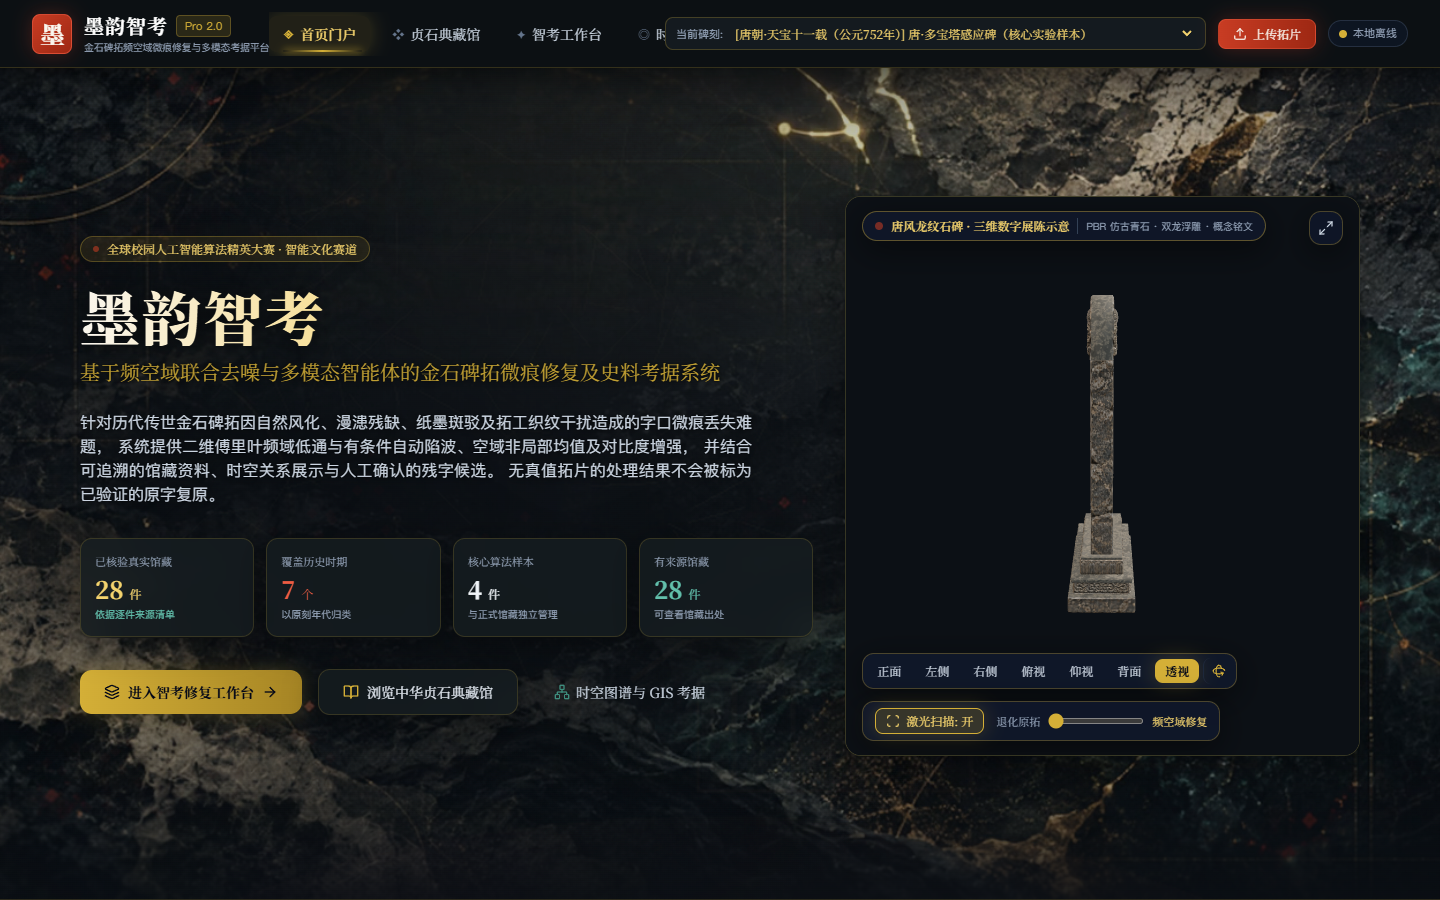 墨 墨韵智考 Pro 2.0
金石碑拓频空域微痕修复与多模态考据平台
首页门户 贞石典藏馆 智考工作台
当前碑刻: [唐朝·天宝十一载（公元752年）] 唐·多宝塔感应碑（核心实验样本）
上传拓片
本地离线
全球校园人工智能算法精英大赛 · 智能文化赛道
墨韵智考
基于频空域联合去噪与多模态智能体的金石碑拓微痕修复及史料考据系统
针对历代传世金石碑拓因自然风化、漫漶残缺、纸墨斑驳及拓工织纹干扰造成的字口微痕丢失难
题， 系统提供二维傅里叶频域低通与有条件自动陷波、空域非局部均值及对比度增强， 并结合
可追溯的馆藏资料、时空关系展示与人工确认的残字候选。 无真值拓片的处理结果不会被标为
已验证的原字复原。
已核验真实馆藏
28 件
依据逐件来源清单
覆盖历史时期
7 个
以原刻年代归类
核心算法样本
4 件
与正式馆藏独立管理
有来源馆藏
28 件
可查看馆藏出处
进入智考修复工作台
浏览中华贞石典藏馆
时空图谱与 GIS 考据
唐风龙纹石碑 · 三维数字展陈示意 PBR 仿古青石 · 双龙浮雕 · 概念铭文
正面 左侧 右侧 俯视 仰视 背面 透视
激光扫描: 开 退化原拓 频空域修复